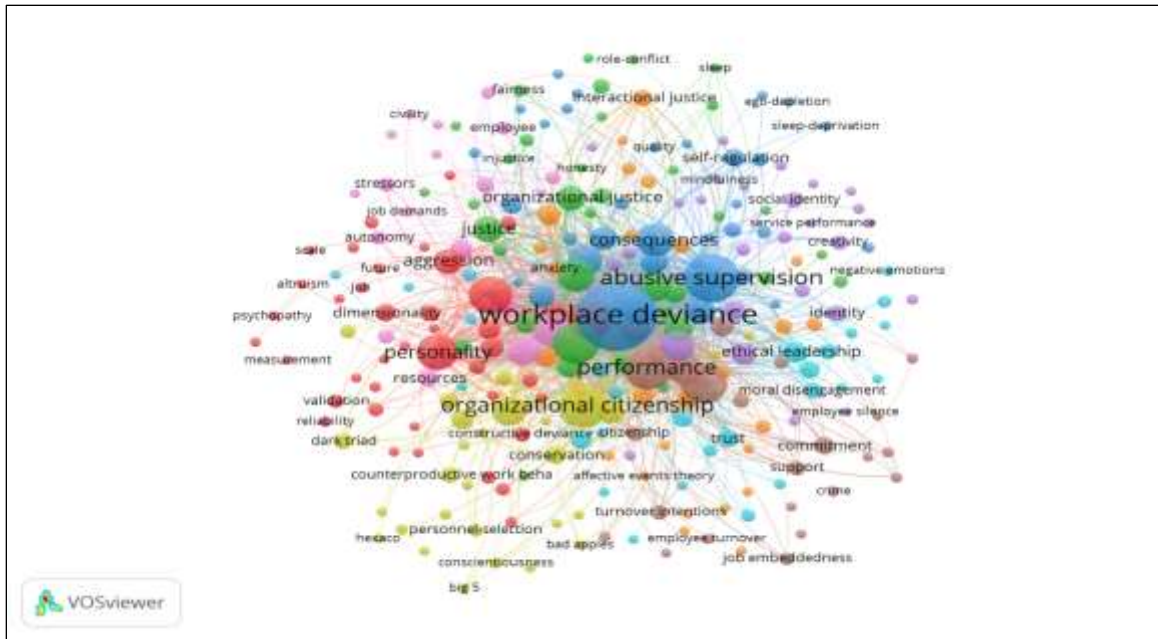 role-conflict
sleep
fairness
interactional justice
ego-depletion
civility
employee
sleep-deprivation
quality
injustice
self-regulation
honesty
mindfulness
stressors
organizational justice
social identity
job demands
justice
service performance
autonomy
consequences
creativity
scale
aggression
future
anxiety
abusive supervision
negative emotions
altruism
job
psychopathy
dimensionality
workplace deviance
identity
measurement
personality
ethical leadership
performance
resources
moral disengagement
validation
organizational citizenship
employee silence
reliability
dark triad
constructive deviance
citizenship
trust
commitment
conservation
counterproductive work beha
affective events theory
support
crime
turnover intentions
personnel-selection
hexaco
bad apples
employee turnover
conscientiousness
job embeddedness
big 5
VOSviewer